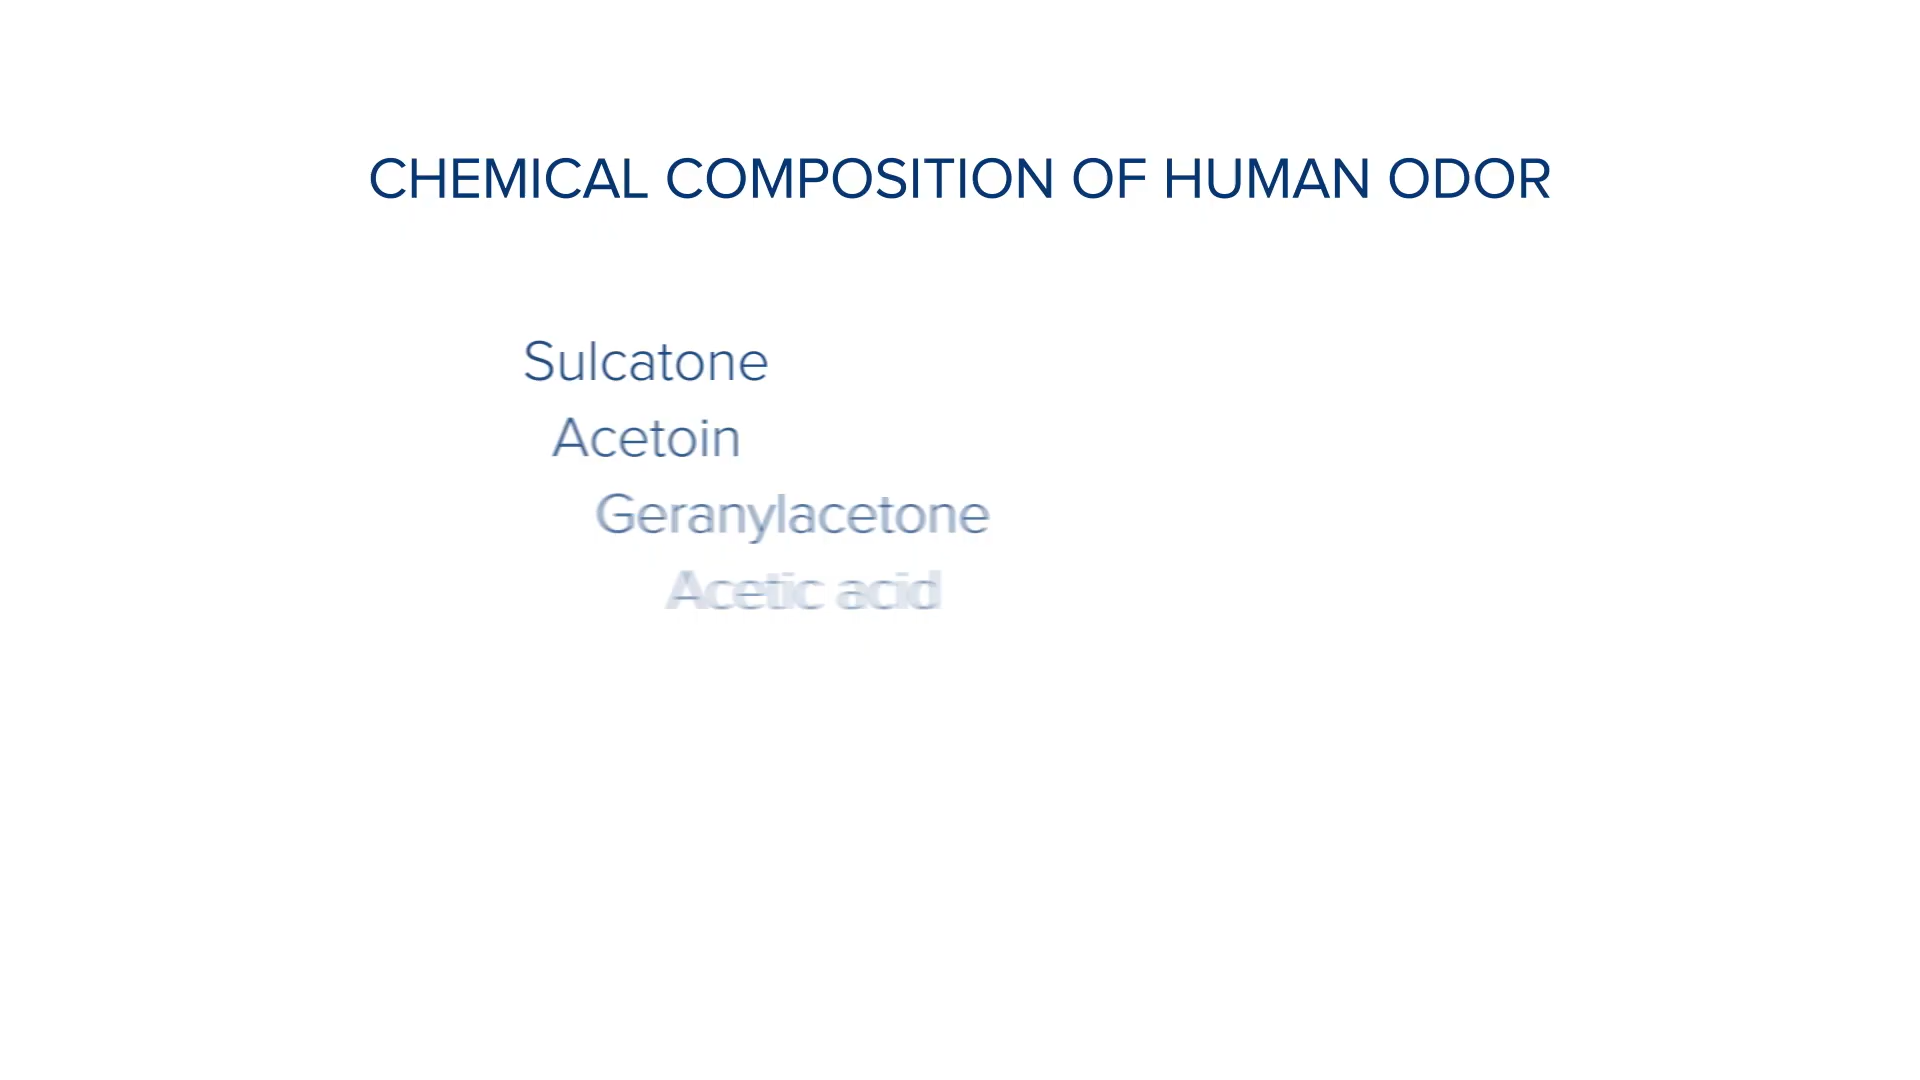 CHEMICAL COMPOSITION OF HUMAN ODOR
Sulcatone
Acetoin
Geranylacetone
Acetic acid